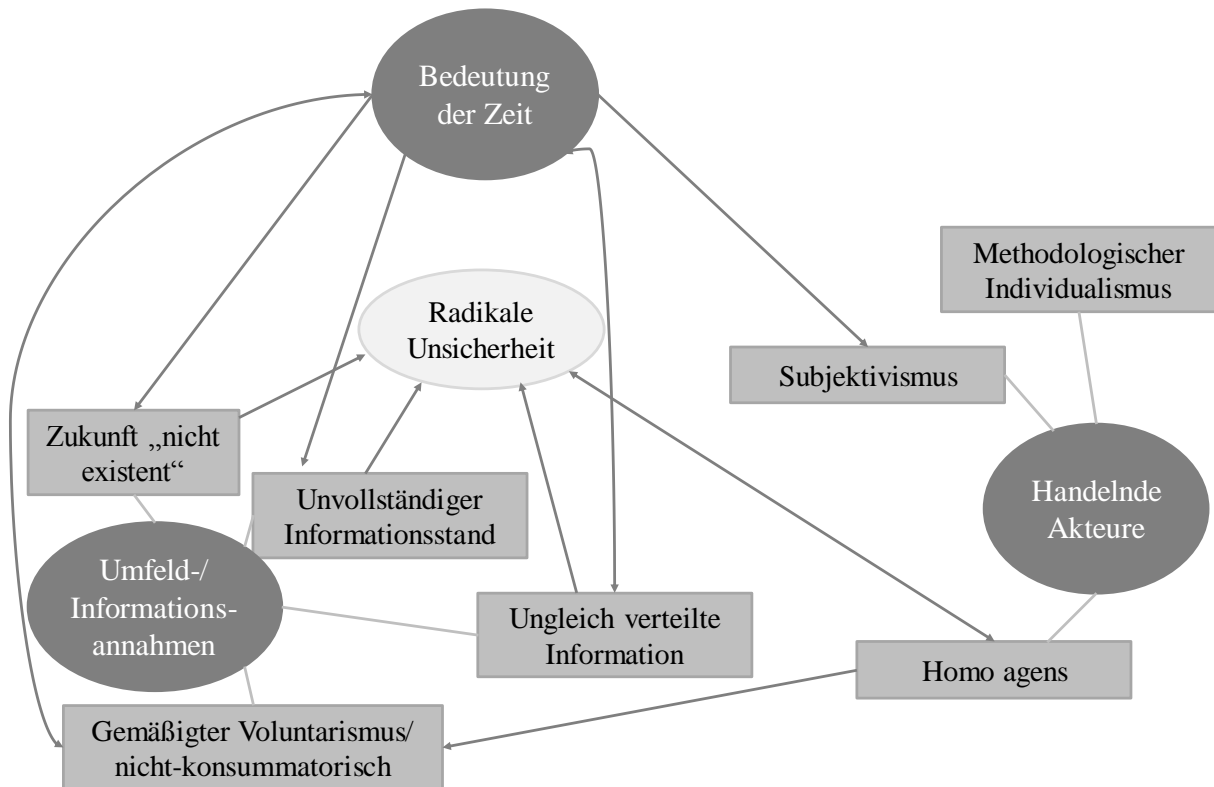 Bedeutung
der Zeit
Methodologischer
Individualismus
Radikale
Unsicherheit
Subjektivismus
Zukunft „nicht
existent“
Unvollständiger
Informationsstand
Handelnde
Akteure
Umfeld-/
Informations-
annahmen
Ungleich verteilte
Information
Homo agens
Gemäßigter Voluntarismus/
nicht-konsummatorisch